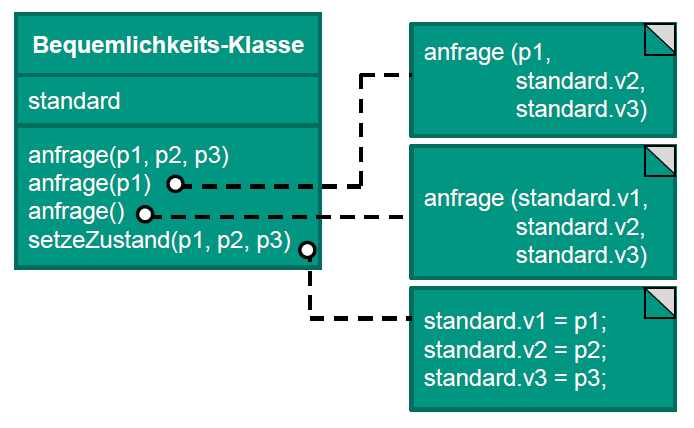 Bequemlichkeits-Klasse
standard
anfrage(p1, p2, p3)
anfrage(p1)
anfrage()
setzeZustand(p1, p2, p3)
anfrage (p1,
standard.v2,
standard.v3)
anfrage (standard.v1,
standard.v2,
standard.v3)
standard.v1 = p1;
standard.v2 = p2;
standard.v3 = p3;